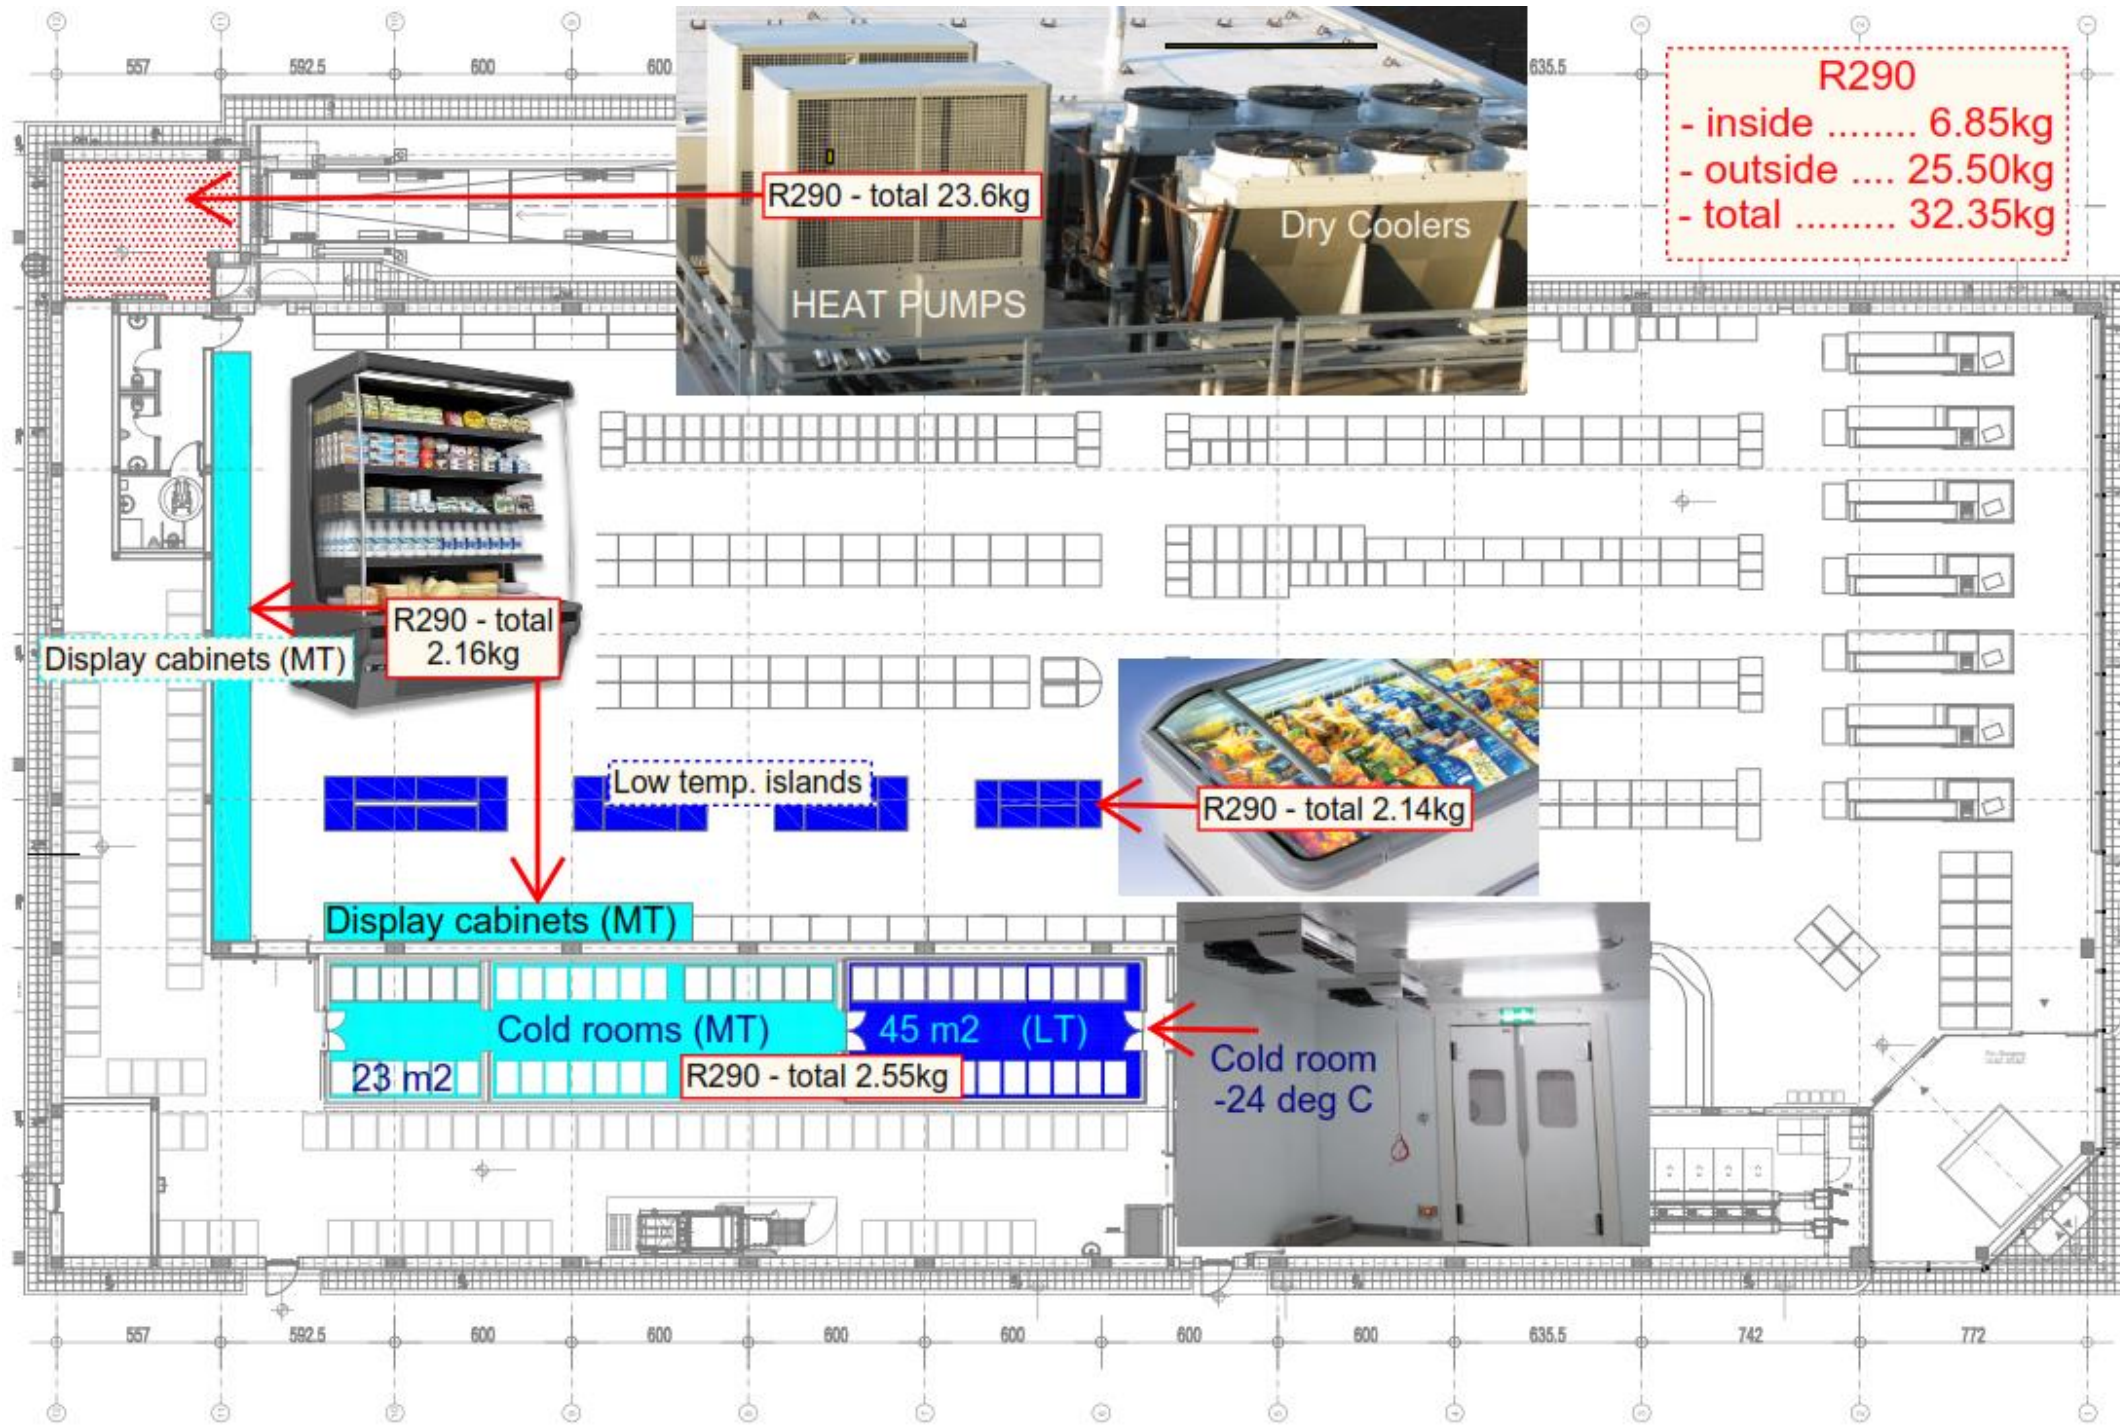 557
592.5
600
600
635.5
R290
- inside ........ 6.85kg
- outside .... 25.50kg
- total ......... 32.35kg
R290 - total 23.6kg
Dry Coolers
HEAT PUMPS
R290 - total
2.16kg
Display cabinets (MT)
Low temp. islands
R290 - total 2.14kg
Display cabinets (MT)
Cold rooms (MT)
45 m2 (LT)
23 m2
R290 - total 2.55kg
Cold room
-24 deg C
557
592.5
600
600
600
600
600
600
635.5
742
772